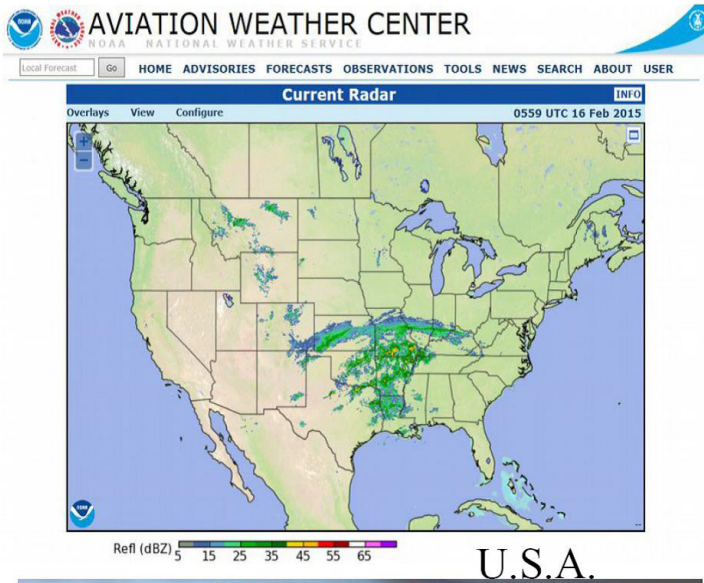 AVIATION WEATHER CENTER
NOAA NATIONAL WEATHER SERVICE
Local Forecast Go HOME ADVISORIES FORECASTS OBSERVATIONS TOOLS NEWS SEARCH ABOUT USER
Current Radar INFO
Overlays View Configure 0559 UTC 16 Feb 2015
+
−
Refl (dBZ) 5 15 25 35 45 55 65
U.S.A.